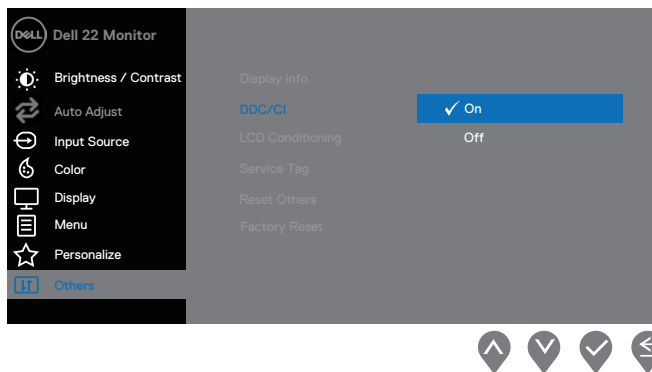 DELL Dell 22 Monitor
Brightness / Contrast
Auto Adjust
Input Source
Color
Display
Menu
Personalize
Others
Display Info
DDC/CI
LCD Conditioning
Service Tag
Reset Others
Factory Reset
On
Off